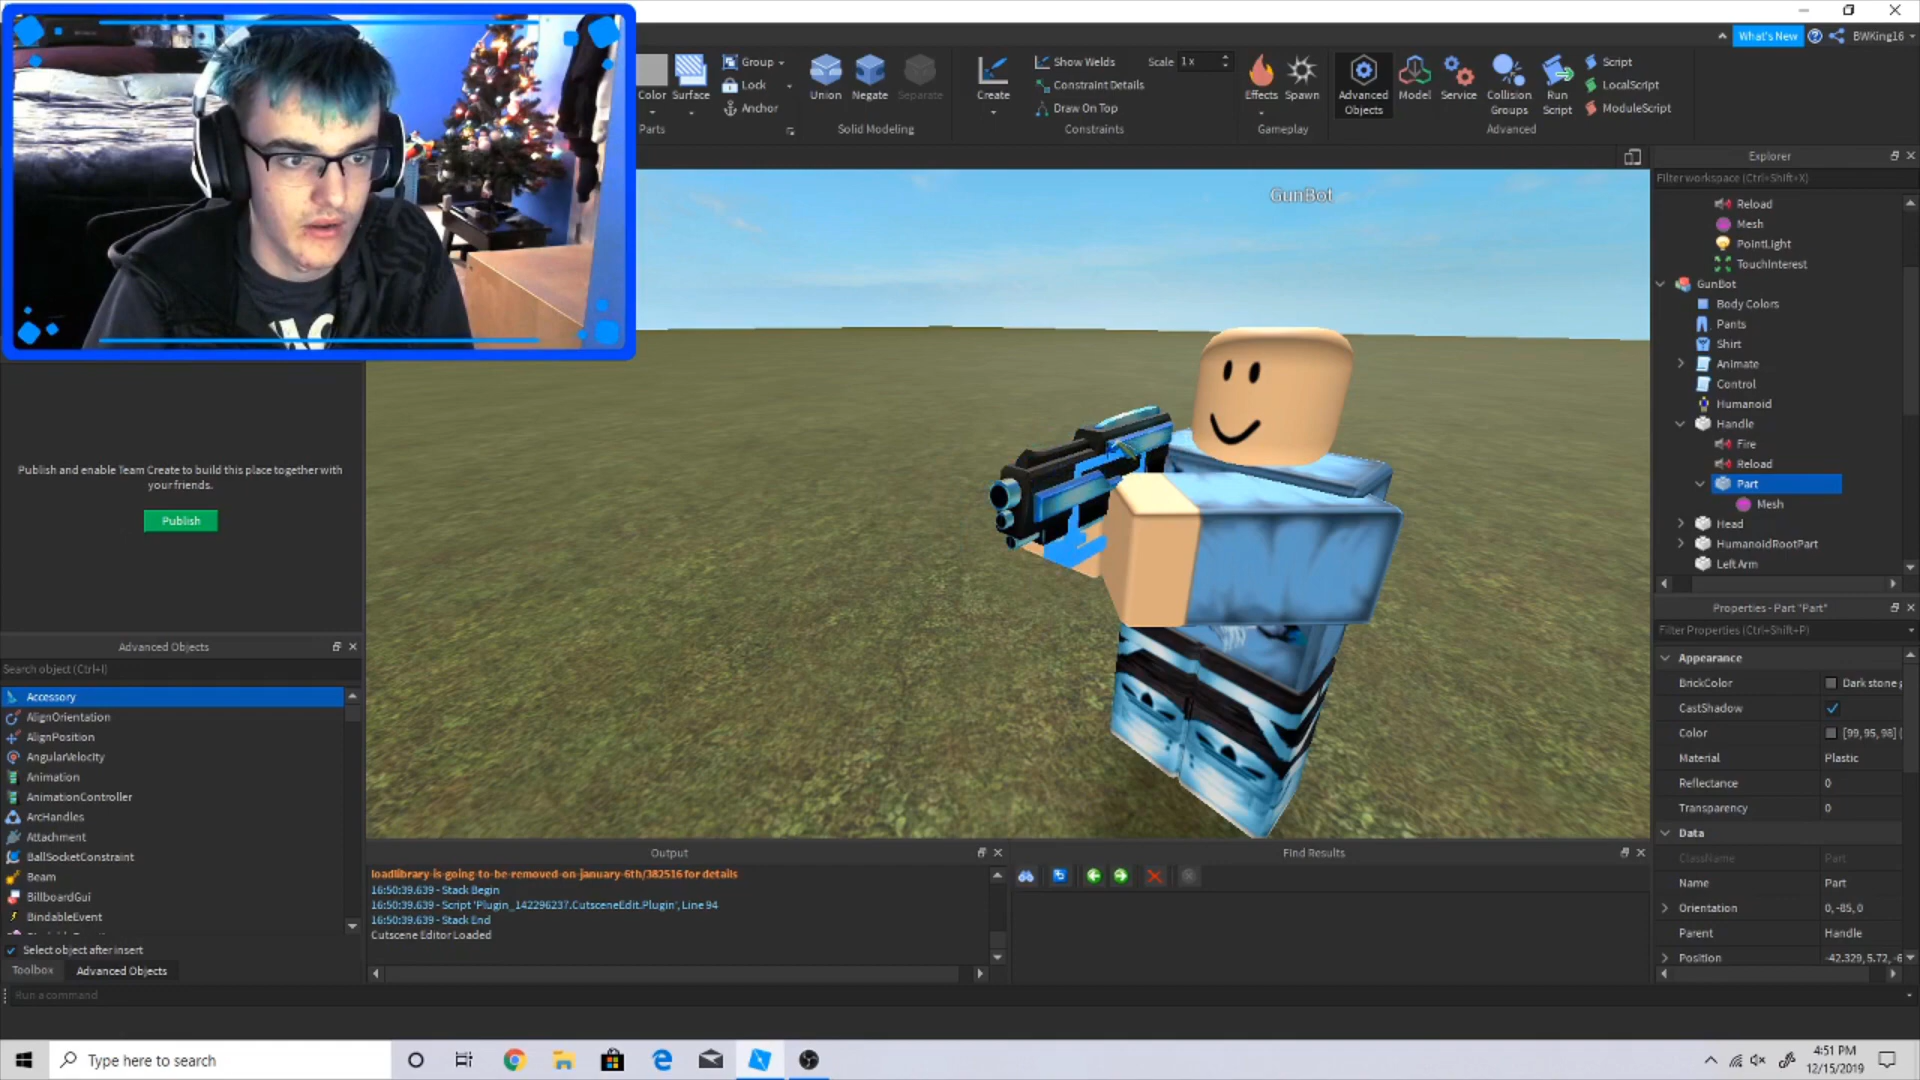 What's New
BWKing16
Color
Surface
Group
Lock
Anchor
Parts
Union
Negate
Separate
Solid Modeling
Create
Show Welds
Constraint Details
Draw On Top
Scale 1 x
Constraints
Effects
Spawn
Gameplay
Advanced Objects
Model
Service
Collision Groups
Run Script
Script
LocalScript
ModuleScript
Advanced
GunBot
Explorer
Filter workspace (Ctrl+Shift+X)
Reload
Mesh
PointLight
TouchInterest
GunBot
Body Colors
Pants
Shirt
Animate
Control
Humanoid
Handle
Fire
Reload
Part
Mesh
Head
HumanoidRootPart
Left Arm
Properties - Part "Part"
Filter Properties (Ctrl+Shift+P)
Appearance
BrickColor Dark stone
CastShadow
Color [99, 95, 98]
Material Plastic
Reflectance 0
Transparency 0
Data
ClassName Part
Name Part
Orientation 0, -85, 0
Parent Handle
Position -42.329, 5.72, -6
Publish and enable Team Create to build this place together with
your friends.
Publish
Advanced Objects
Search object (Ctrl+I)
Accessory
AlignOrientation
AlignPosition
AngularVelocity
Animation
AnimationController
ArcHandles
Attachment
BallSocketConstraint
Beam
BillboardGui
BindableEvent
Select object after insert
Toolbox
Advanced Objects
Output
loadlibrary-is-going-to-be-removed-on-january-6th/382516 for details
16:50:39.639 - Stack Begin
16:50:39.639 - Script 'Plugin_142296237.CutsceneEdit.Plugin', Line 94
16:50:39.639 - Stack End
Cutscene Editor Loaded
Find Results
Run a command
Type here to search
4:51 PM
12/15/2019